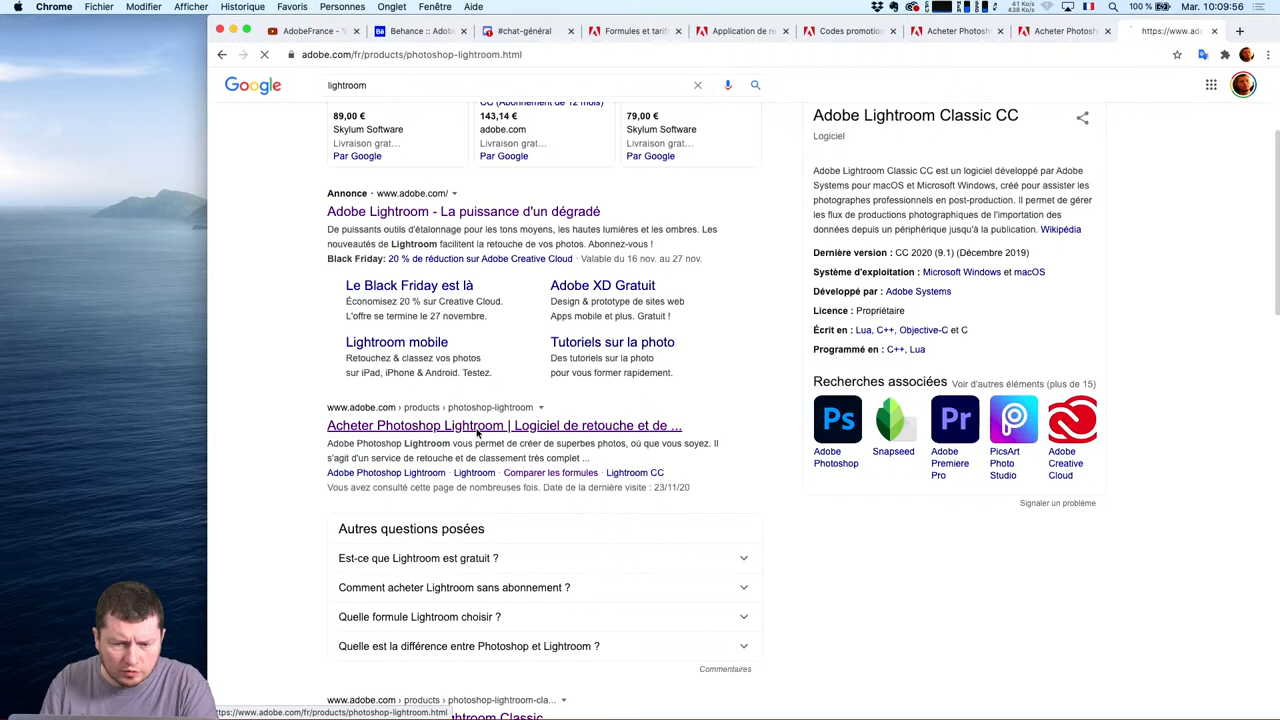 Chrome Fichier Modifier Afficher Historique Favoris Personnes Onglet Fenêtre Aide 100 % Mar. 10:09:56
AdobeFrance - Y
Behance :: Adob
#chat-général
Formules et tarifs
Application de re
Codes promotion
Acheter Photosh
Acheter Photosh
https://www.ado
adobe.com/fr/products/photoshop-lightroom.html
Google
lightroom
CC (Abonnement de 12 mois)
89,00 €
Skylum Software
Livraison grat…
Par Google
143,14 €
adobe.com
Livraison grat…
Par Google
79,00 €
Skylum Software
Livraison grat…
Par Google
Annonce · www.adobe.com/
Adobe Lightroom - La puissance d'un dégradé
De puissants outils d'étalonnage pour les tons moyens, les hautes lumières et les ombres. Les
nouveautés de Lightroom facilitent la retouche de vos photos. Abonnez-vous !
Black Friday: 20 % de réduction sur Adobe Creative Cloud · Valable du 16 nov. au 27 nov.
Le Black Friday est là
Économisez 20 % sur Creative Cloud.
L'offre se termine le 27 novembre.
Adobe XD Gratuit
Design & prototype de sites web
Apps mobile et plus. Gratuit !
Lightroom mobile
Retouchez & classez vos photos
sur iPad, iPhone & Android. Testez.
Tutoriels sur la photo
Des tutoriels sur la photo
pour vous former rapidement.
www.adobe.com › products › photoshop-lightroom
Acheter Photoshop Lightroom | Logiciel de retouche et de ...
Adobe Photoshop Lightroom vous permet de créer de superbes photos, où que vous soyez. Il
s'agit d'un service de retouche et de classement très complet ...
Adobe Photoshop Lightroom · Lightroom · Comparer les formules · Lightroom CC
Vous avez consulté cette page de nombreuses fois. Date de la dernière visite : 23/11/20
Autres questions posées
Est-ce que Lightroom est gratuit ?
Comment acheter Lightroom sans abonnement ?
Quelle formule Lightroom choisir ?
Quelle est la différence entre Photoshop et Lightroom ?
Commentaires
www.adobe.com › products › photoshop-lightroom-cla...
https://www.adobe.com/fr/products/photoshop-lightroom.html
Adobe Lightroom Classic CC
Logiciel
Adobe Lightroom Classic CC est un logiciel développé par Adobe
Systems pour macOS et Microsoft Windows, créé pour assister les
photographes professionnels en post-production. Il permet de gérer
les flux de productions photographiques de l'importation des
données depuis un périphérique jusqu'à la publication. Wikipédia
Dernière version : CC 2020 (9.1) (Décembre 2019)
Système d'exploitation : Microsoft Windows et macOS
Développé par : Adobe Systems
Licence : Propriétaire
Écrit en : Lua, C++, Objective-C et C
Programmé en : C++, Lua
Recherches associées Voir d'autres éléments (plus de 15)
Ps
Pr
Adobe
Photoshop
Snapseed
Adobe
Premiere
Pro
PicsArt
Photo
Studio
Adobe
Creative
Cloud
Signaler un problème